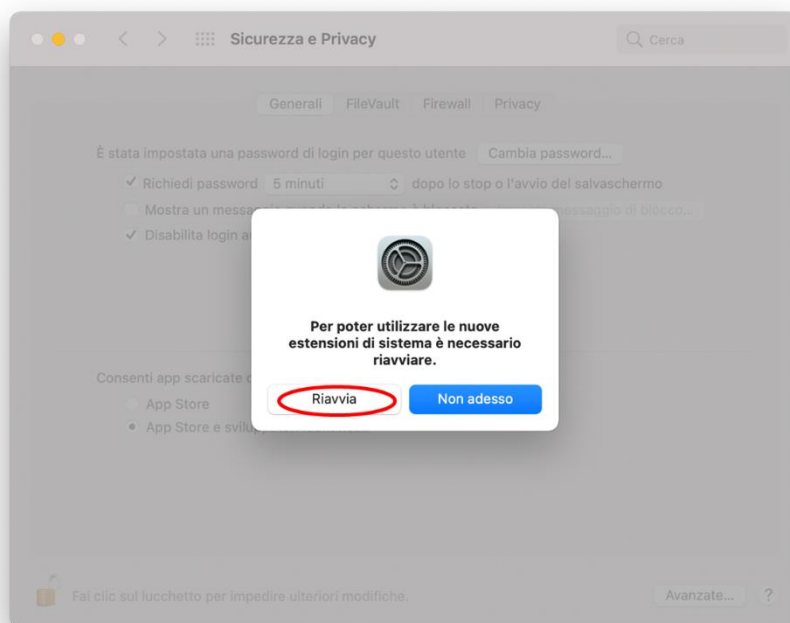 Sicurezza e Privacy
Cerca
Generali FileVault Firewall Privacy
È stata impostata una password di login per questo utente Cambia password...
Richiedi password 5 minuti dopo lo stop o l'avvio del salvaschermo
Mostra un
Disabilita login
Per poter utilizzare le nuove
estensioni di sistema è necessario
riavviare.
Riavvia Non adesso
Consenti app scaricate
App Store
App Store e
Fai clic sul lucchetto per impedire ulteriori modifiche.
Avanzate... ?